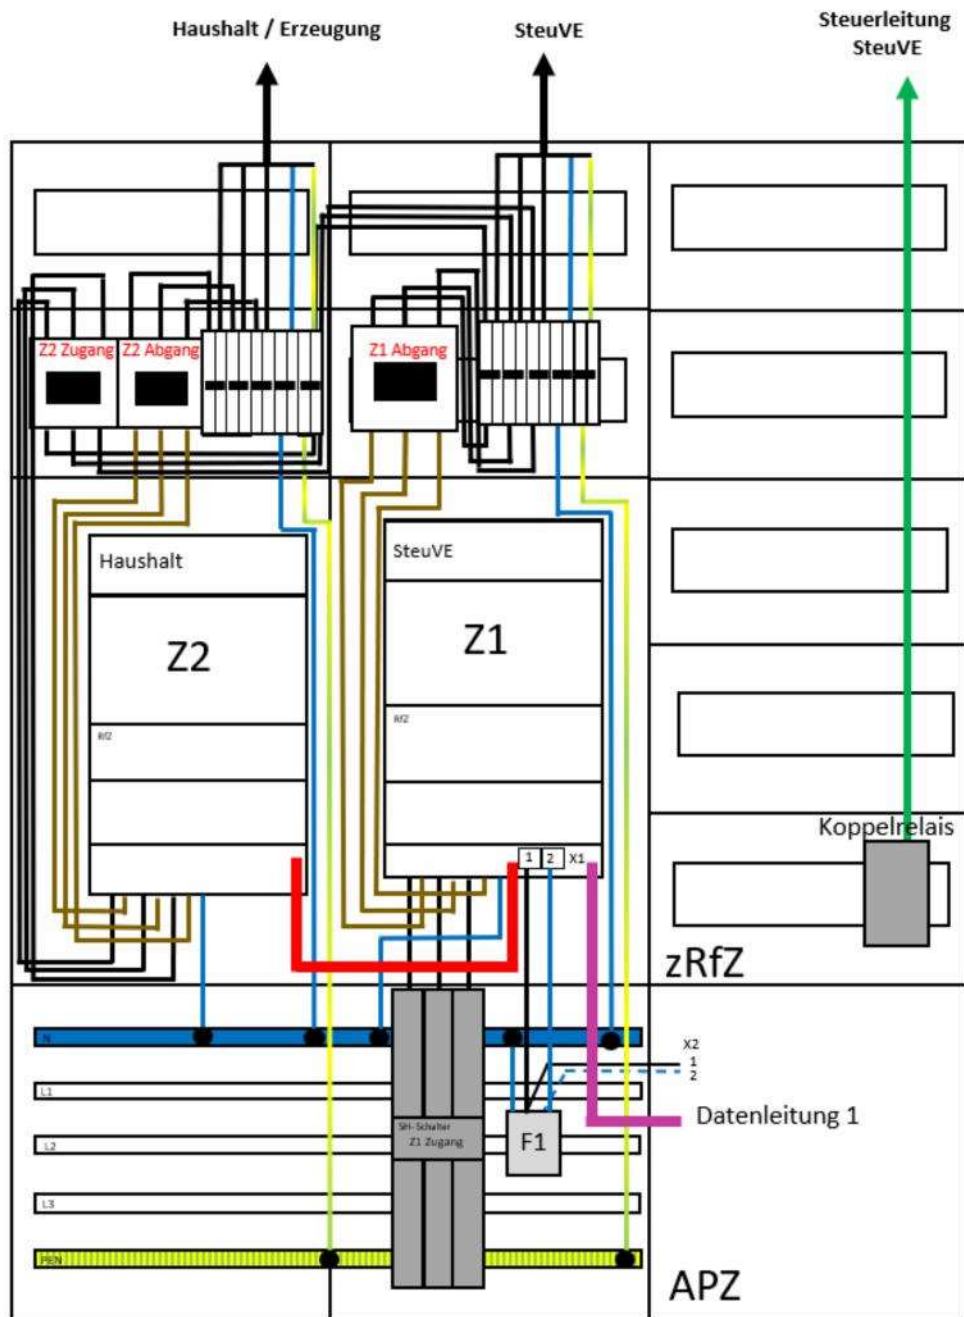 Haushalt / Erzeugung
SteuVE
Steuerleitung
SteuVE
Z2 Zugang
Z2 Abgang
Z1 Abgang
Haushalt
SteuVE
Z2
Z1
RfZ
RfZ
Koppelrelais
1
2
X1
zRfZ
N
X2
1
2
L1
Datenleitung 1
SH- Schalter
Z1 Zugang
F1
L2
L3
PEN
APZ